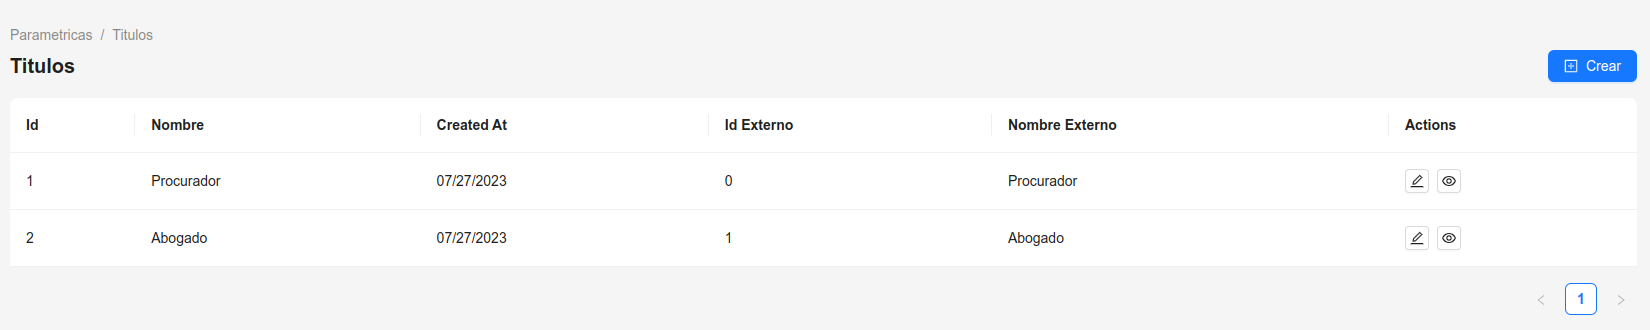 Parametricas / Titulos
Titulos
Crear
Id Nombre Created At Id Externo Nombre Externo Actions
1 Procurador 07/27/2023 0 Procurador
2 Abogado 07/27/2023 1 Abogado
1